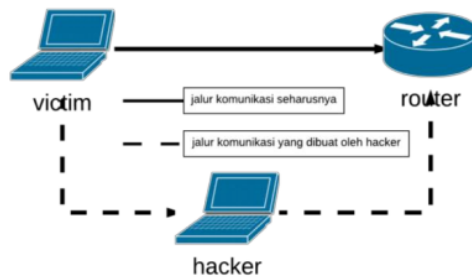 victim
router
jalur komunikasi seharusnya
jalur komunikasi yang dibuat oleh hacker
hacker